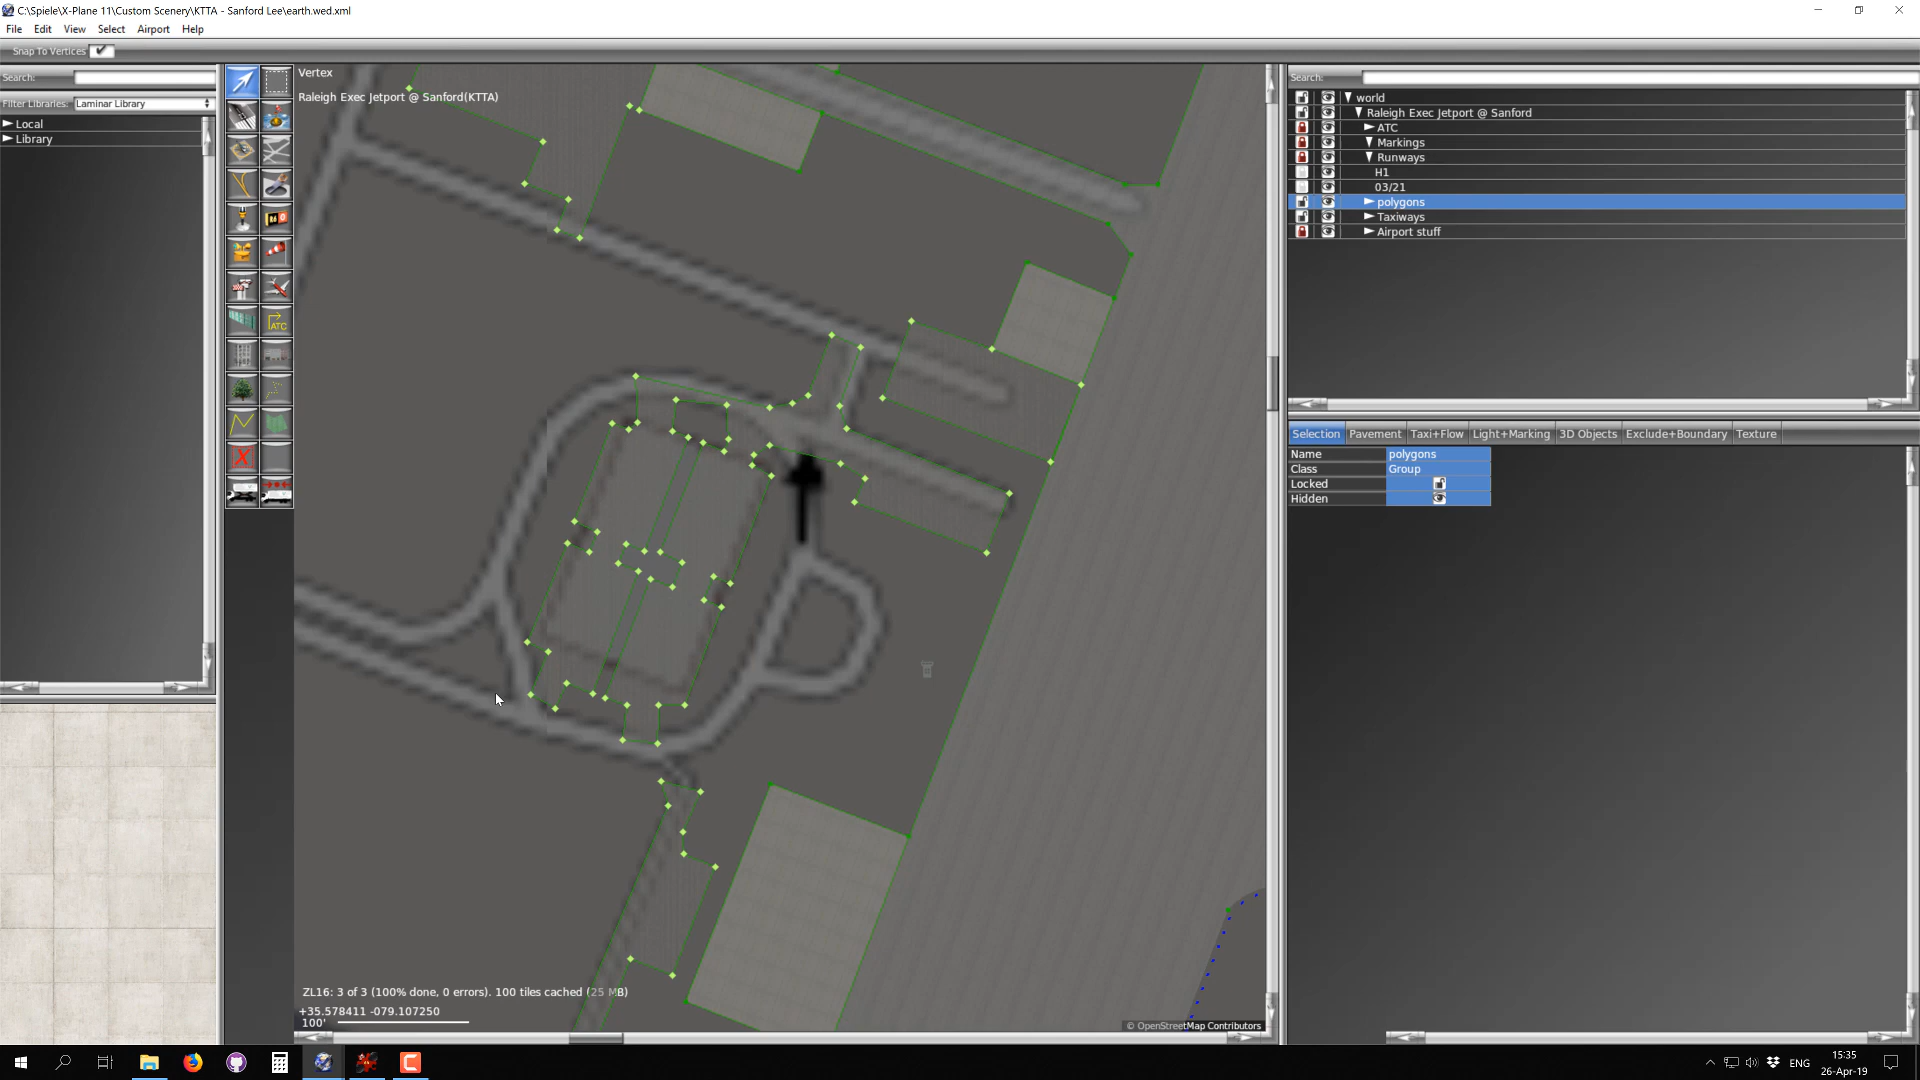 C:\Spiele\X-Plane 11\Custom Scenery\KTTA - Sanford Lee\earth.wed.xml
File Edit View Select Airport Help
Snap To Vertices
Search:
Filter Libraries: Laminar Library
Local
Library
Vertex
Raleigh Exec Jetport @ Sanford(KTTA)
ATC
ZL16: 3 of 3 (100% done, 0 errors). 100 tiles cached (25 MB)
+35.578411 -079.107250
100'
© OpenStreetMap Contributors
Search:
world
Raleigh Exec Jetport @ Sanford
ATC
Markings
Runways
H1
03/21
polygons
Taxiways
Airport stuff
Selection Pavement Taxi+Flow Light+Marking 3D Objects Exclude+Boundary Texture
Name polygons
Class Group
Locked
Hidden
ENG
15:35
26-Apr-19